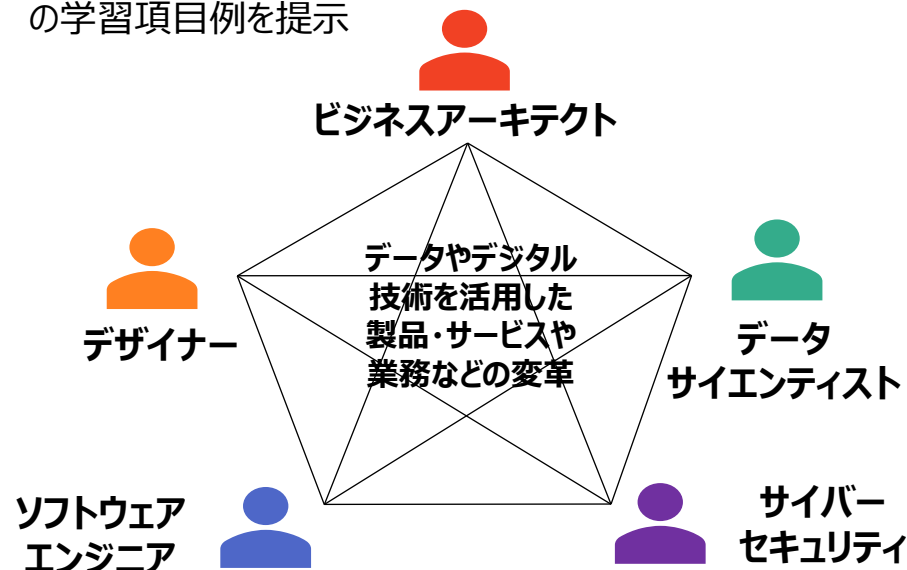 の学習項目例を提示
ビジネスアーキテクト
データやデジタル
技術を活用した
製品・サービスや
業務などの変革
デザイナー
データ
サイエンティスト
ソフトウェア
エンジニア
サイバー
セキュリティ